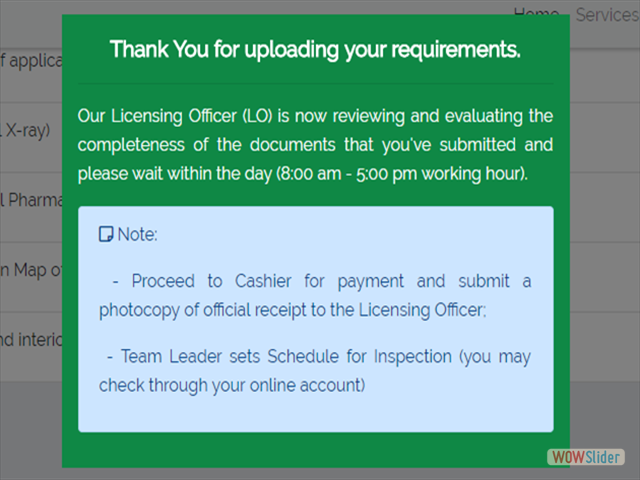 Home Services
Thank You for uploading your requirements.
f applica
Our Licensing Officer (LO) is now reviewing and evaluating the
X-ray)
completeness of the documents that you've submitted and
please wait within the day (8:00 am - 5:00 pm working hour).
l Pharma
Note:
n Map of
- Proceed to Cashier for payment and submit a
photocopy of official receipt to the Licensing Officer;
nd interio
- Team Leader sets Schedule for Inspection (you may
check through your online account)
WOWSlider